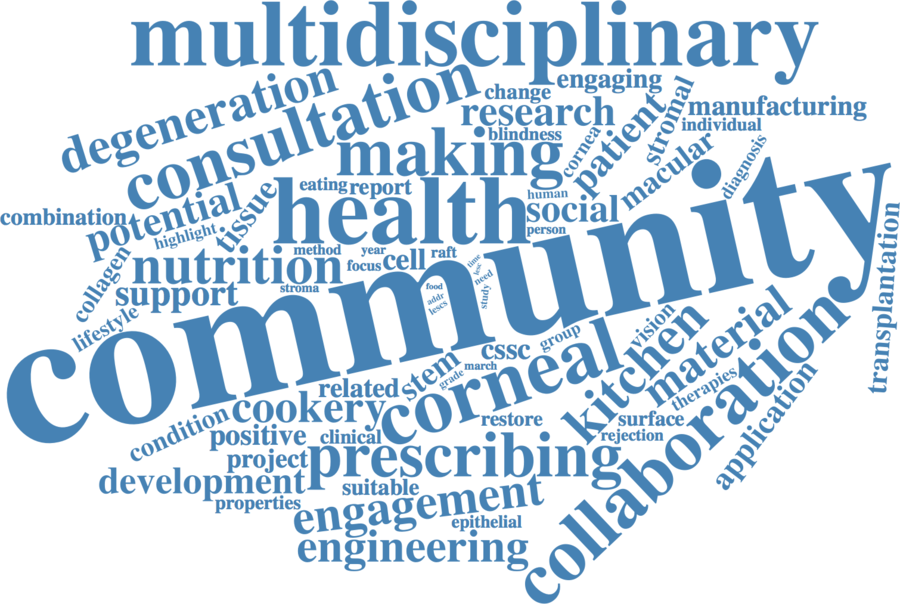 multidisciplinary
degeneration
consultation
engaging
change
research
stromal
manufacturing
individual
blindness
patient
cornea
making
macular
diagnosis
eating
report
human
health
social
person
combination
potential
tissue
highlight
community
transplantation
method
year
raft
nutrition
focus
cell
time
lesc
need
collagen
support
stroma
food
addr
lescs
study
lifestyle
kitchen
material
vision
group
cssc
corneal
stem
march
grade
related
therapies
collaboration
application
condition
cookery
restore
surface
rejection
positive
clinical
project
prescribing
development
suitable
properties
engagement
epithelial
engineering